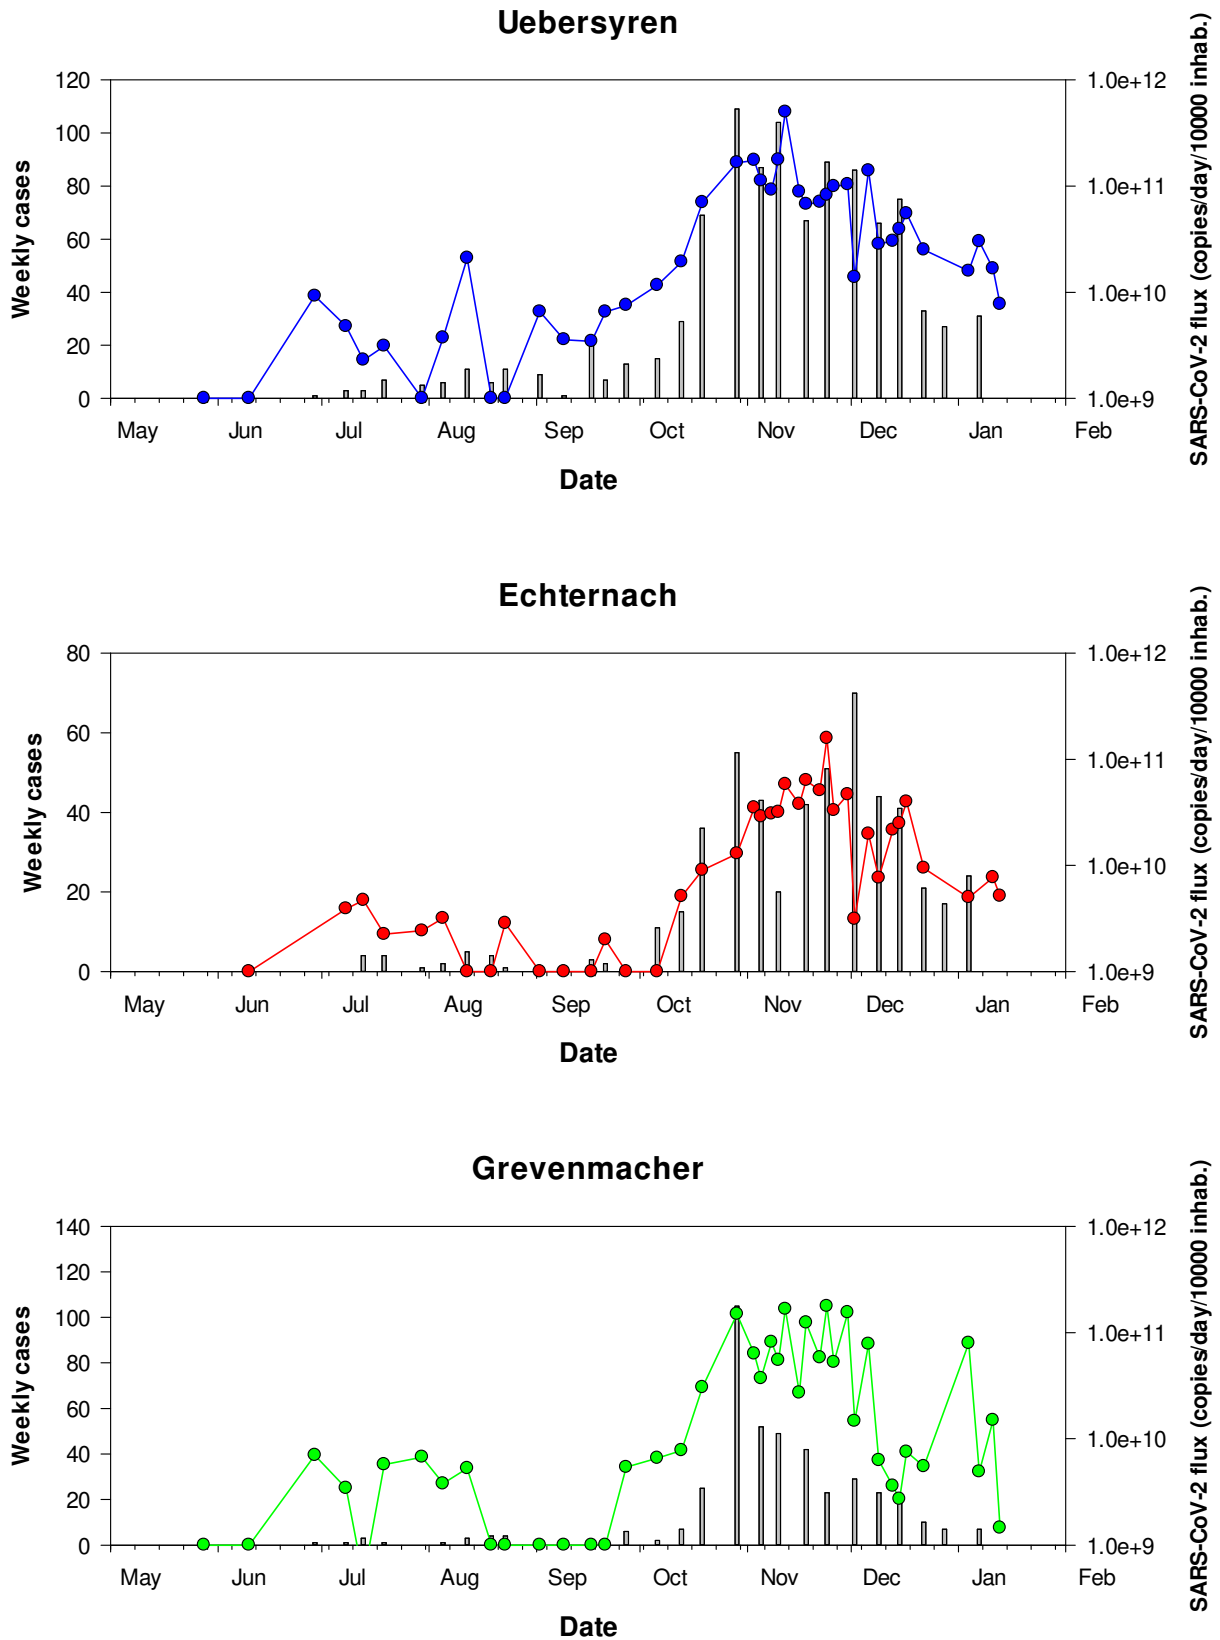 Uebersyren
120
100
80
60
40
20
0
Weekly cases
1.0e+12
1.0e+11
1.0e+10
1.0e+9
SARS-CoV-2 flux (copies/day/10000 inhab.)
May Jun Jul Aug Sep Oct Nov Dec Jan Feb
Date
Echternach
80
60
40
20
0
Weekly cases
1.0e+12
1.0e+11
1.0e+10
1.0e+9
SARS-CoV-2 flux (copies/day/10000 inhab.)
May Jun Jul Aug Sep Oct Nov Dec Jan Feb
Date
Grevenmacher
140
120
100
80
60
40
20
0
Weekly cases
1.0e+12
1.0e+11
1.0e+10
1.0e+9
SARS-CoV-2 flux (copies/day/10000 inhab.)
May Jun Jul Aug Sep Oct Nov Dec Jan Feb
Date